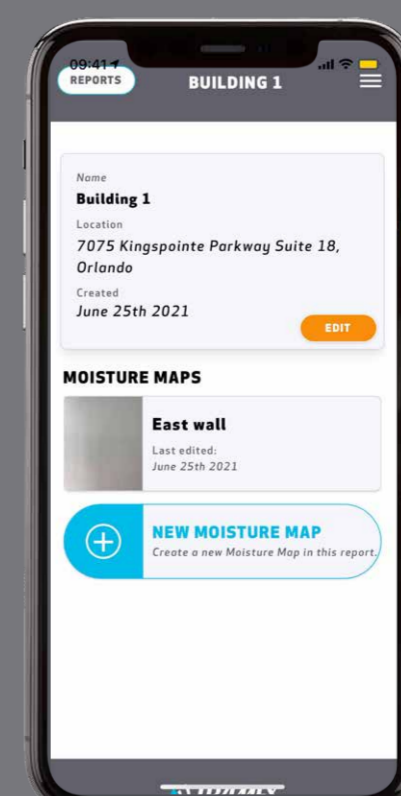 09:41
REPORTS
BUILDING 1
Name
Building 1
Location
7075 Kingspointe Parkway Suite 18,
Orlando
Created
June 25th 2021
EDIT
MOISTURE MAPS
East wall
Last edited:
June 25th 2021
NEW MOISTURE MAP
Create a new Moisture Map in this report.